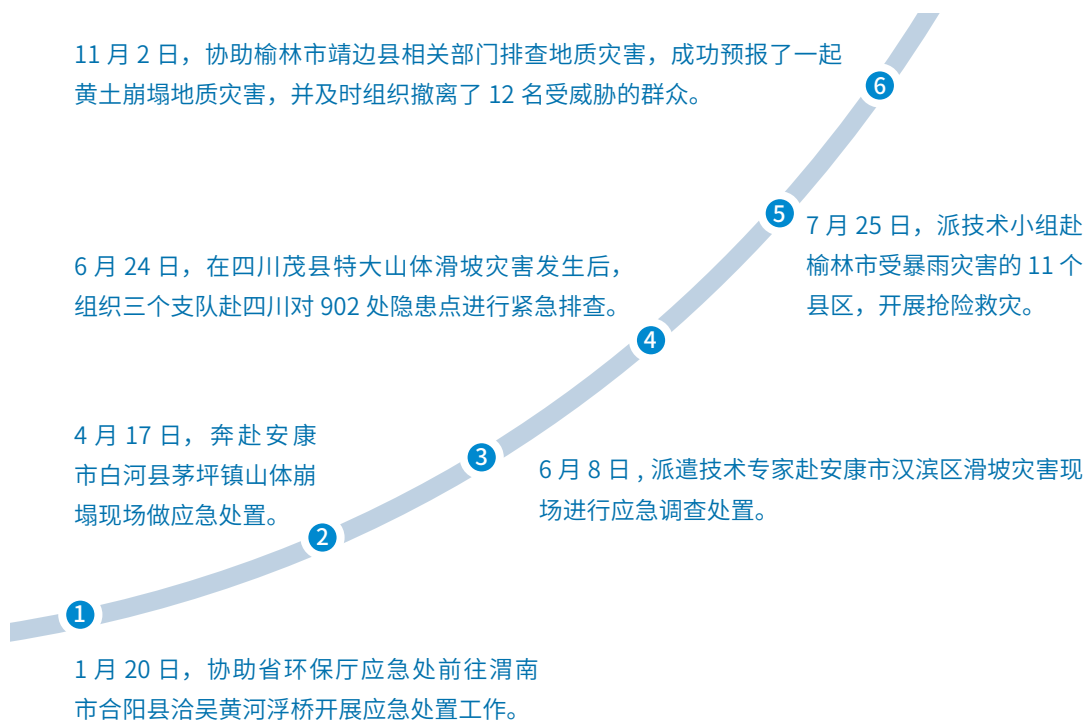 11 月 2 日，协助榆林市靖边县相关部门排查地质灾害，成功预报了一起
黄土崩塌地质灾害，并及时组织撤离了 12 名受威胁的群众。
6
5
7 月 25 日，派技术小组赴
榆林市受暴雨灾害的 11 个
县区，开展抢险救灾。
6 月 24 日，在四川茂县特大山体滑坡灾害发生后，
组织三个支队赴四川对 902 处隐患点进行紧急排查。
4
4 月 17 日，奔赴安康
市白河县茅坪镇山体崩
塌现场做应急处置。
3
6 月 8 日 , 派遣技术专家赴安康市汉滨区滑坡灾害现
场进行应急调查处置。
2
1
1 月 20 日，协助省环保厅应急处前往渭南
市合阳县洽吴黄河浮桥开展应急处置工作。